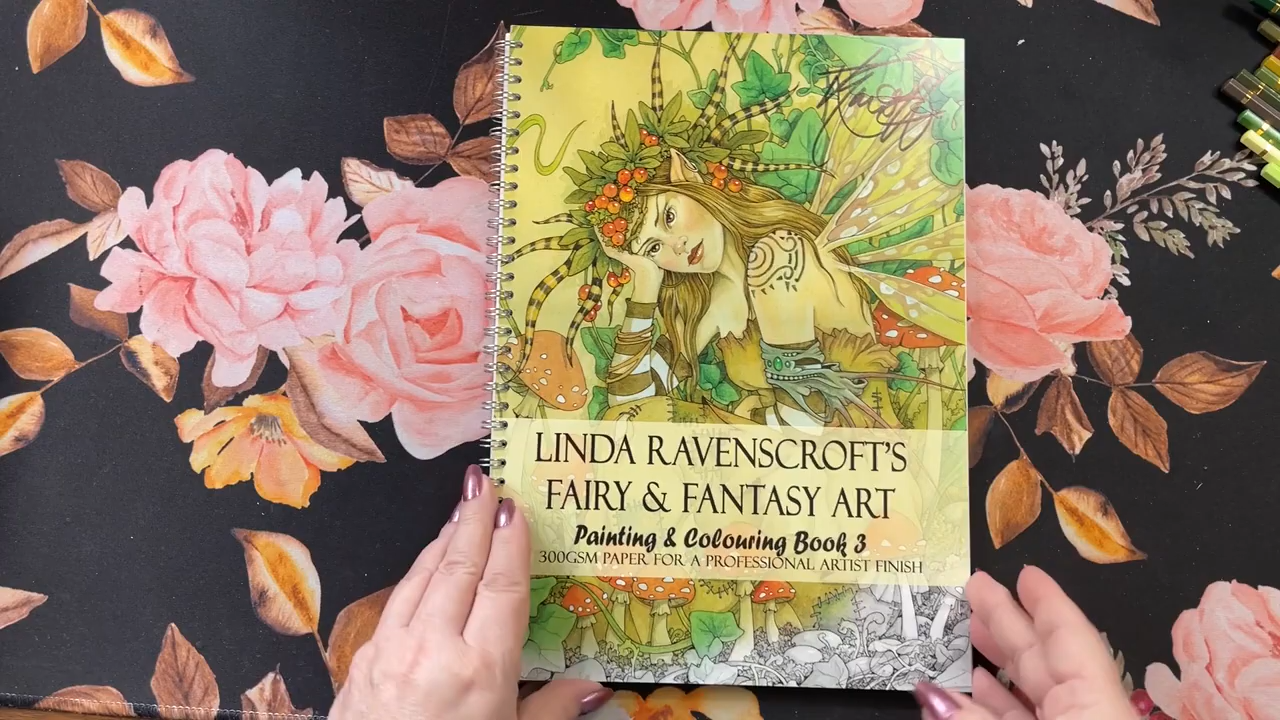 LINDA RAVENSCROFT'S
FAIRY & FANTASY ART
Painting & Colouring Book 3
300GSM PAPER FOR A PROFESSIONAL ARTIST FINISH